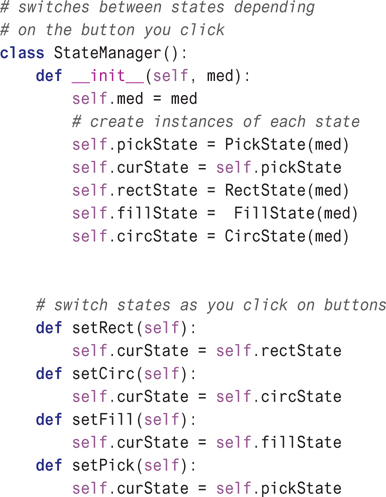 # switches between states depending
# on the button you click
class StateManager():
    def __init__(self, med):
        self.med = med
        # create instances of each state
        self.pickState = PickState(med)
        self.curState = self.pickState
        self.rectState = RectState(med)
        self.fillState =  FillState(med)
        self.circState = CircState(med)

    # switch states as you click on buttons
    def setRect(self):
        self.curState = self.rectState
    def setCirc(self):
        self.curState = self.circState
    def setFill(self):
        self.curState = self.fillState
    def setPick(self):
        self.curState = self.pickState